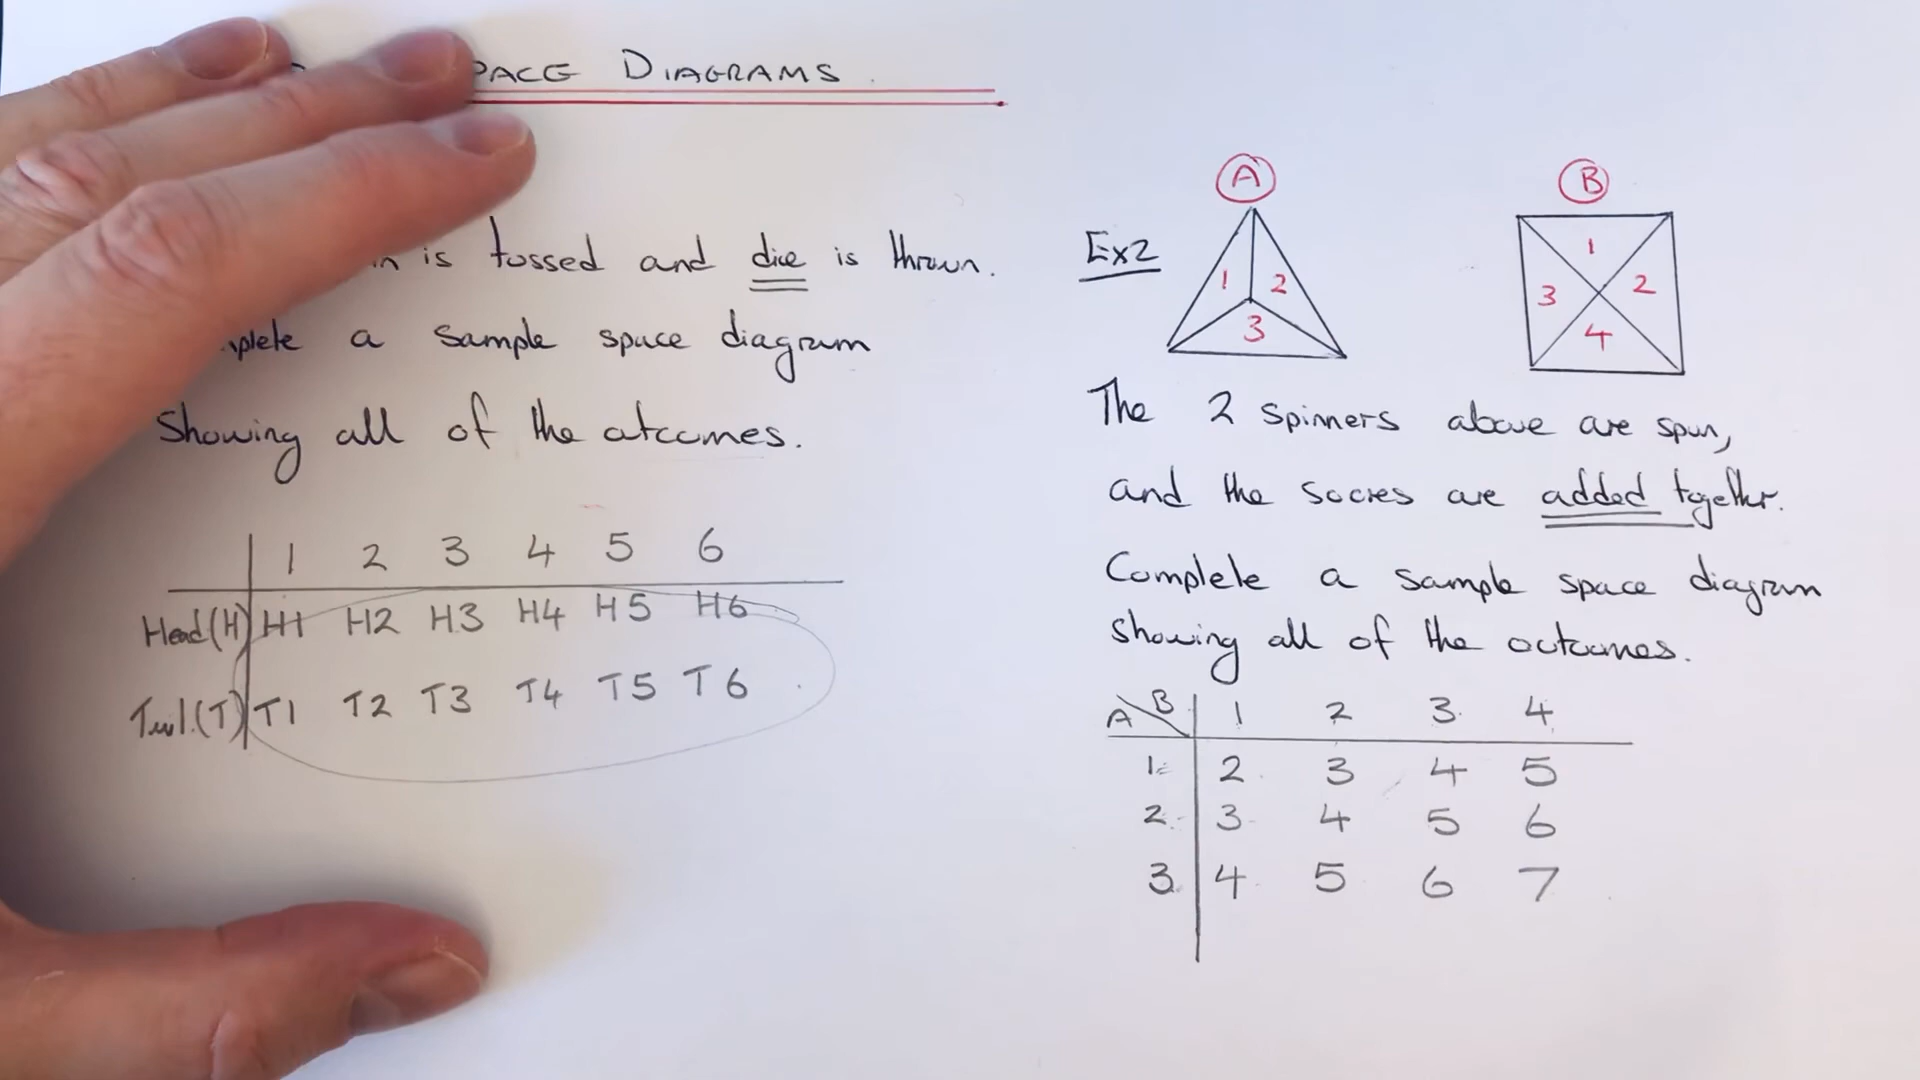 PACE DIAGRAMS.
is tossed and dice is thrown.
a sample space diagram
Showing all of the atcomes.
1 2 3 4 5 6
Head(H) H1 H2 H3 H4 H5 H6
T1 T2 T3 T4 T5 T6
A B
Ex2
1 2 3
1 2 3 4
The 2 spinners above are spun,
and the socres are added together.
Complete a sample space diagram
showing all of the outcomes.
A B 1 2 3 4
1 2 3 4 5
2 3 4 5 6
3 4 5 6 7